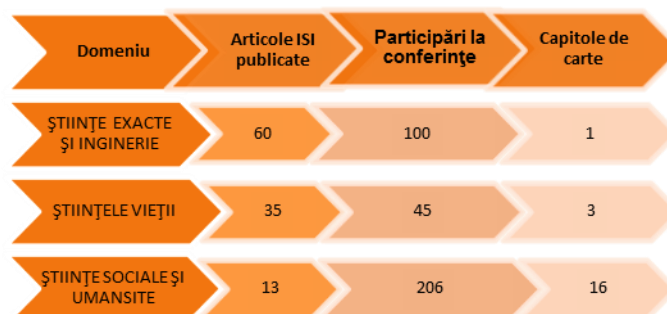 Domeniu
Articole ISI
publicate
Participări la
conferinţe
Capitole de
carte
ŞTIINŢE EXACTE
ŞI INGINERIE
60
100
1
ŞTIINŢELE VIEŢII
35
45
3
ŞTIINŢE SOCIALE ŞI
UMANSITE
13
206
16